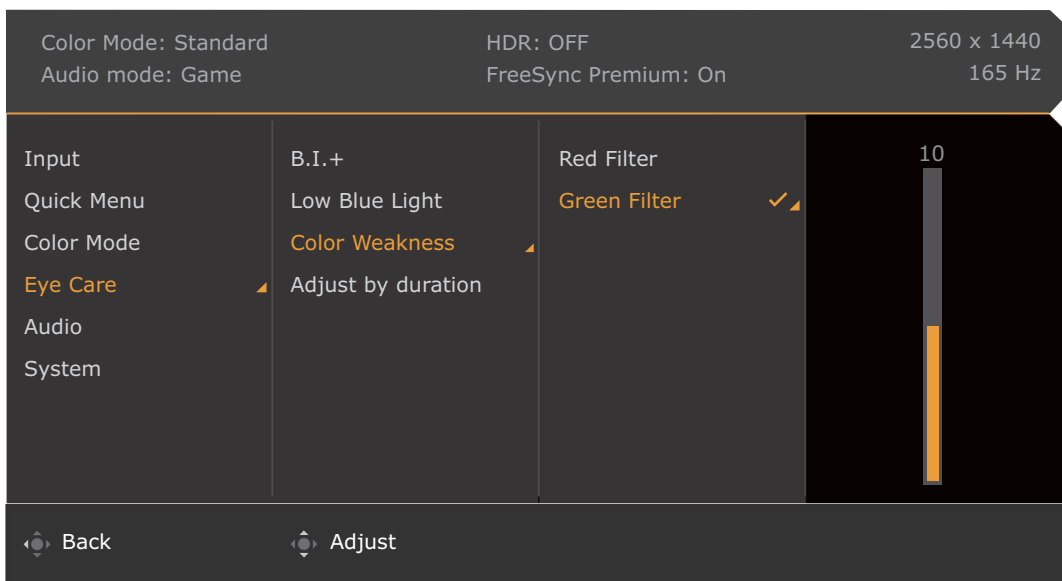 Color Mode: Standard
HDR: OFF
2560 x 1440
Audio mode: Game
FreeSync Premium: On
165 Hz
Input
Quick Menu
Color Mode
Eye Care
Audio
System
B.I.+
Low Blue Light
Color Weakness
Adjust by duration
Red Filter
Green Filter
10
Back
Adjust